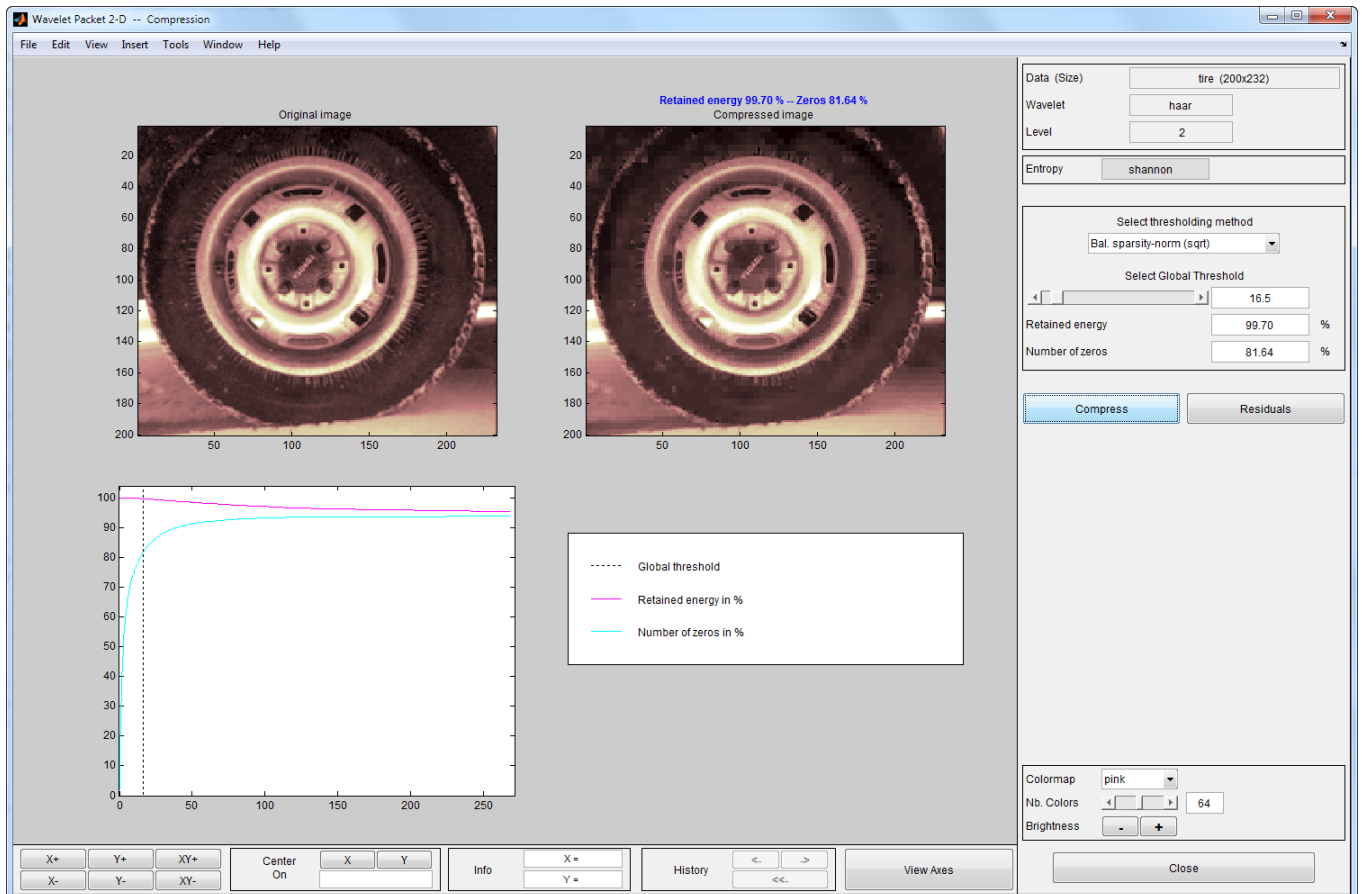 Wavelet Packet 2-D -- Compression
File Edit View Insert Tools Window Help
Retained energy 99.70 % -- Zeros 81.64 %
Original image
Compressed image
20
40
60
80
100
120
140
160
180
200
50 100 150 200
20
40
60
80
100
120
140
160
180
200
50 100 150 200
100
90
80
70
60
50
40
30
20
10
0
0 50 100 150 200 250
Global threshold
Retained energy in %
Number of zeros in %
Data (Size) tire (200x232)
Wavelet haar
Level 2
Entropy shannon
Select thresholding method
Bal. sparsity-norm (sqrt)
Select Global Threshold
16.5
Retained energy 99.70 %
Number of zeros 81.64 %
Compress Residuals
Colormap pink
Nb. Colors 64
Brightness - +
X+ Y+ XY+
X- Y- XY-
Center
On
X Y
Info
X =
Y =
History
<- ->
<<-
View Axes
Close